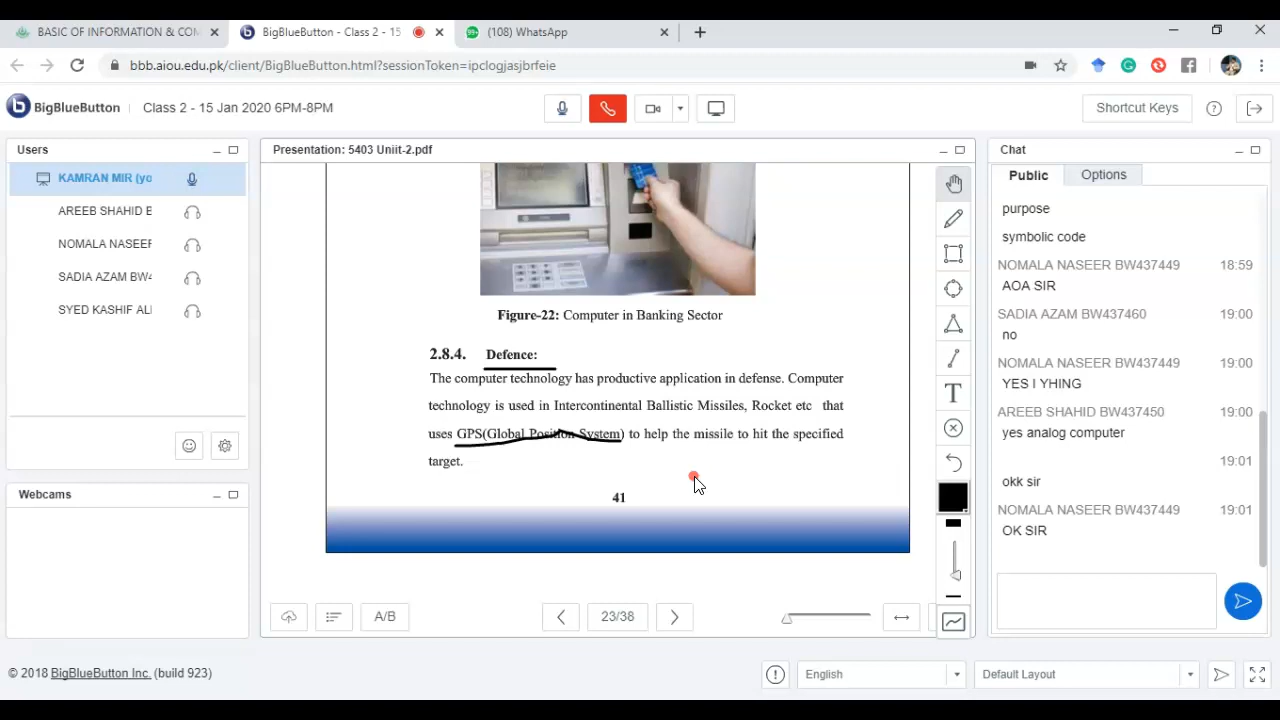 BASIC OF INFORMATION & COM
BigBlueButton - Class 2 - 15
(108) WhatsApp
bbb.aiou.edu.pk/client/BigBlueButton.html?sessionToken=ipclogjasjbrfeie
BigBlueButton
Class 2 - 15 Jan 2020 6PM-8PM
Shortcut Keys
Users
KAMRAN MIR (yo
AREEB SHAHID B
NOMALA NASEER
SADIA AZAM BW4
SYED KASHIF ALI
Webcams
Presentation: 5403 Uniit-2.pdf
Figure-22: Computer in Banking Sector
2.8.4. Defence:
The computer technology has productive application in defense. Computer
technology is used in Intercontinental Ballistic Missiles, Rocket etc that
uses GPS(Global Position System) to help the missile to hit the specified
target.
41
T
A/B
23/38
Chat
Public
Options
purpose
symbolic code
NOMALA NASEER BW437449 18:59
AOA SIR
SADIA AZAM BW437460 19:00
no
NOMALA NASEER BW437449 19:00
YES I YHING
AREEB SHAHID BW437450 19:00
yes analog computer
19:01
okk sir
NOMALA NASEER BW437449 19:01
OK SIR
© 2018 BigBlueButton Inc. (build 923)
English
Default Layout